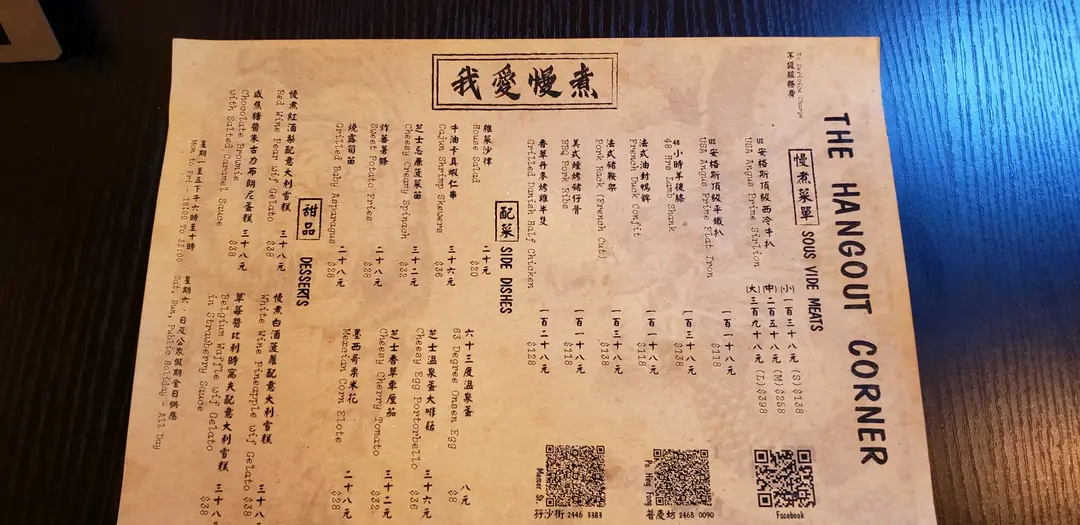 THE HANGOUT CORNER
No Service Charge
不設服務費
我愛慢煮
慢煮菜單 SOUS VIDE MEATS
(小) 一百三十八元 (S) $138
US安格斯頂級西冷牛扒 (中) 二百五十八元 (M) $258
USA Angus Prime Sirlion (大) 三百九十八元 (L) $398
US安格斯頂級平鐵扒 一百一十八元
USA Angus Prime Flat Iron $118
48小時羊後膝 一百三十八元
48 Hrs Lamb Shank $138
法式油封鴨髀 一百一十八元
French Duck Confit $118
法式豬鞍架 一百三十八元
Pork Rack (French Cut) $138
美式燒烤豬仔骨 一百一十八元
BBQ Pork Ribs $118
香草丹麥烤雞半隻 一百二十八元
Grilled Danish Half Chicken $128
Facebook
普慶坊 2468 0090
Po Hing Fong
孖沙街 2446 3383
Mercer St.
配菜 SIDE DISHES
雜菜沙律 二十元
House Salad $20
牛油卡真蝦仁串 三十六元
Cajun Shrimp Skewers $36
芝士忌廉菠菜苗 三十二元
Cheesy Creamy Spinach $32
炸蕃薯條 二十八元
Sweet Potato Fries $28
燒露筍苗 二十八元
Grilled Baby Asparagus $28
六十三度溫泉蛋 八元
63 Degree Onsen Egg $8
芝士溫泉蛋大啡菇 三十六元
Cheesy Egg Portorbello $36
芝士香草車厘茄 三十二元
Cheesy Cherry Tomato $32
墨西哥粟米花 二十八元
Mexcian Corn Elote $28
甜品 DESSERTS
慢煮紅酒梨配意大利雪糕 三十八元
Red Wine Pear wif Gelato $38
咸焦糖醬朱古力布朗尼蛋糕 三十八元
Chocolate Brownie $38
with Salted Caramel Sauce
慢煮白酒菠蘿配意大利雪糕 三十八元
White Wine Pineapple wif Gelato $38
草莓醬比利時窩夫配意大利雪糕 三十八
Belgium Waffle wif Gelato $38
in Strawberry Sauce
星期一至五下午六時至十時 星期六,日及公眾假期全日供應
Mon to Fri - 18:00 To 22:00 Sat, Sun, Public Holiday - All Day